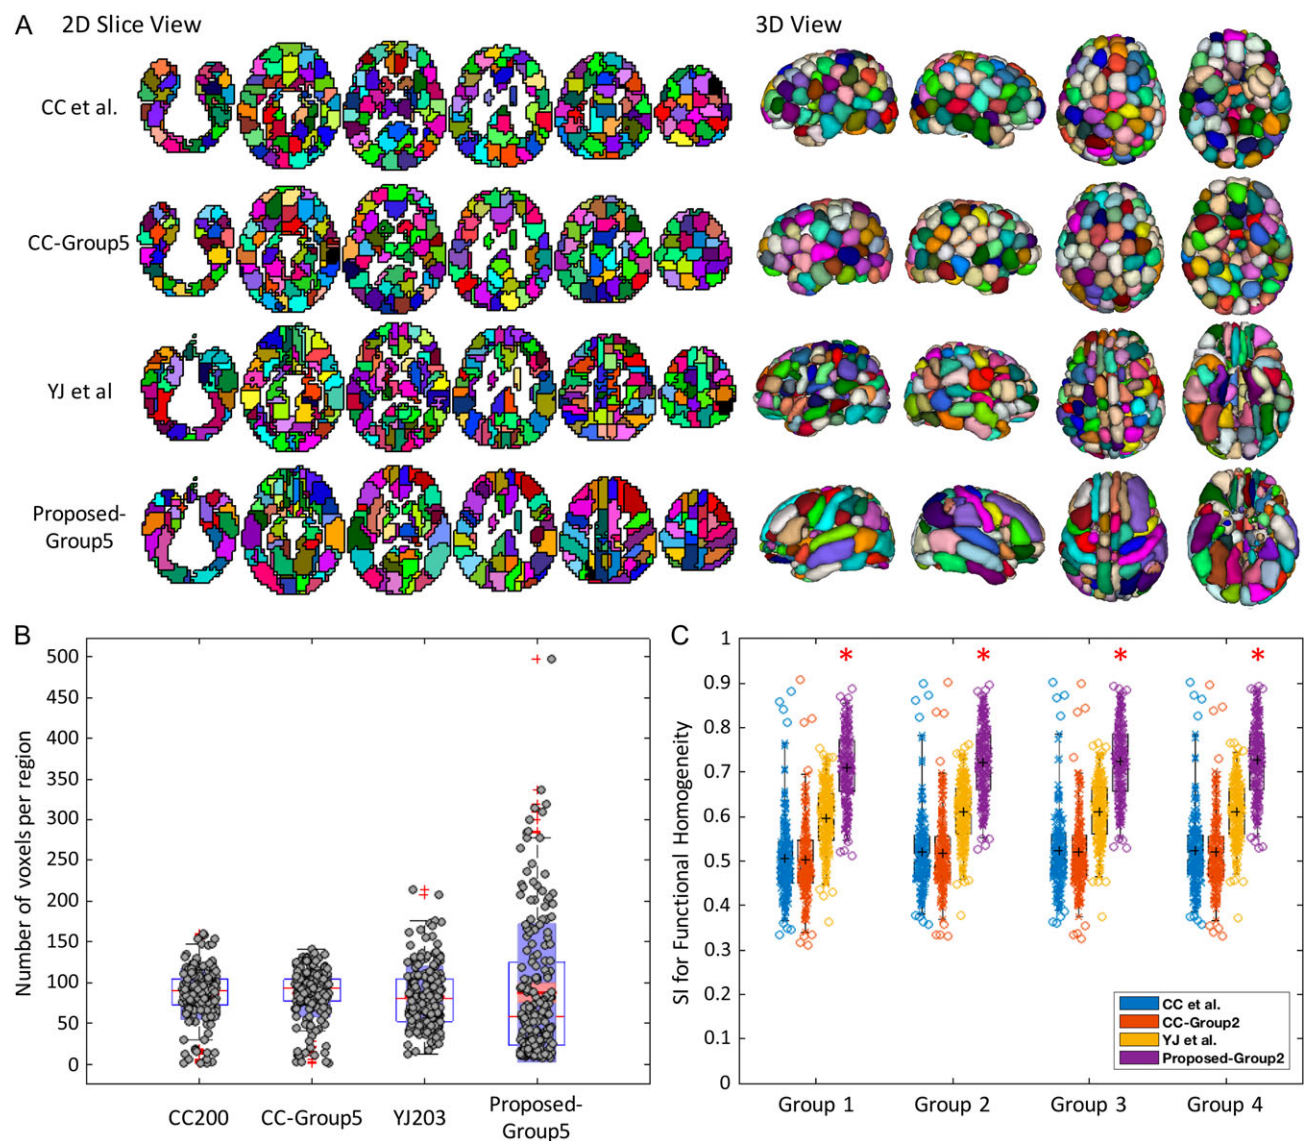 A 2D Slice View
3D View
CC et al.
CC-Group5
YJ et al
Proposed-
Group5
B
Number of voxels per region
500
450
400
350
300
250
200
150
100
50
0
CC200
CC-Group5
YJ203
Proposed-
Group5
C
SI for Functional Homogeneity
1
0.9
0.8
0.7
0.6
0.5
0.4
0.3
0.2
0.1
0
* * * *
CC et al.
CC-Group2
YJ et al.
Proposed-Group2
Group 1
Group 2
Group 3
Group 4